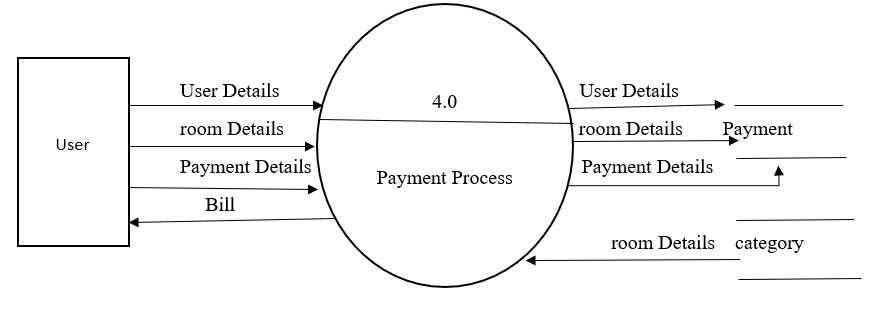 User Details
4.0
User Details
room Details
room Details
Payment
User
Payment Details
Payment Process
Payment Details
Bill
room Details
category